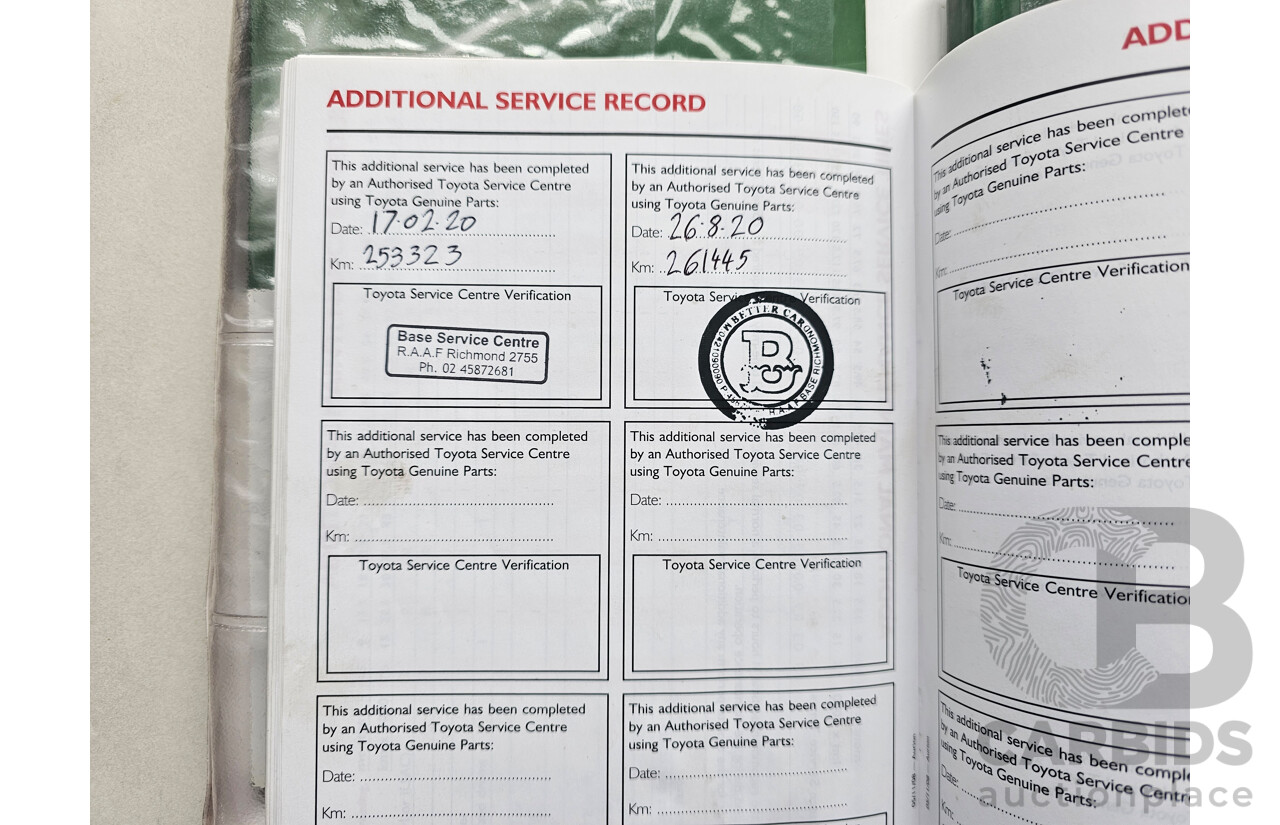 ADDITIONAL SERVICE RECORD
This additional service has been completed
by an Authorised Toyota Service Centre
using Toyota Genuine Parts:
Date: 17.02.20
Km: 253323
Toyota Service Centre Verification
Base Service Centre
R.A.A.F Richmond 2755
Ph. 02 45872681
This additional service has been completed
by an Authorised Toyota Service Centre
using Toyota Genuine Parts:
Date: 26.8.20
Km: 261445
Toyota Service Centre Verification
BETTER CAR
B
R.A.A.F BASE RICHMOND
This additional service has been completed
by an Authorised Toyota Service Centre
using Toyota Genuine Parts:
Date:
Km:
Toyota Service Centre Verification
This additional service has been completed
by an Authorised Toyota Service Centre
using Toyota Genuine Parts:
Date:
Km:
Toyota Service Centre Verification
This additional service has been completed
by an Authorised Toyota Service Centre
using Toyota Genuine Parts:
Date:
Km:
This additional service has been completed
by an Authorised Toyota Service Centre
using Toyota Genuine Parts:
Date:
Km:
ADD
This additional service has been complete
by an Authorised Toyota Service Centre
using Toyota Genuine Parts:
Date:
Km:
Toyota Service Centre Verification
This additional service has been comple
by an Authorised Toyota Service Centre
using Toyota Genuine Parts:
Date:
Km:
Toyota Service Centre Verificatio
This additional service has been comple
by an Authorised Toyota Service Centr
using Toyota Genuine Parts:
Date:
Km:
CARBIDS
auctionplace